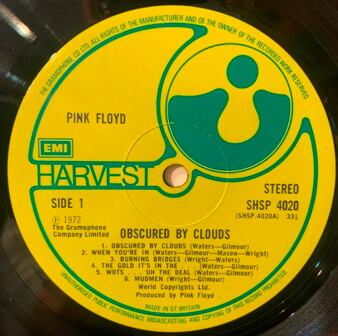 THE GRAMOPHONE CO LTD. ALL RIGHTS OF THE MANUFACTURER AND OF THE OWNER OF THE RECORDED WORK RESERVED.
PINK FLOYD
EMI
HARVEST
SIDE 1
STEREO
SHSP 4020
(SHSP.4020A) 33⅓
℗ 1972
The Gramophone
Company Limited
OBSCURED BY CLOUDS
1. OBSCURED BY CLOUDS (Waters—Gilmour)
2. WHEN YOU'RE IN (Waters—Gilmour—Mason—Wright)
3. BURNING BRIDGES (Wright—Waters)
4. THE GOLD IT'S IN THE . . . (Waters—Gilmour)
5. WOTS . . . UH THE DEAL (Waters—Gilmour)
6. MUDMEN (Wright—Gilmour)
World Copyrights Ltd.
Produced by Pink Floyd
MADE IN GT. BRITAIN
UNAUTHORISED PUBLIC PERFORMANCE BROADCASTING AND COPYING OF THIS RECORD PROHIBITED